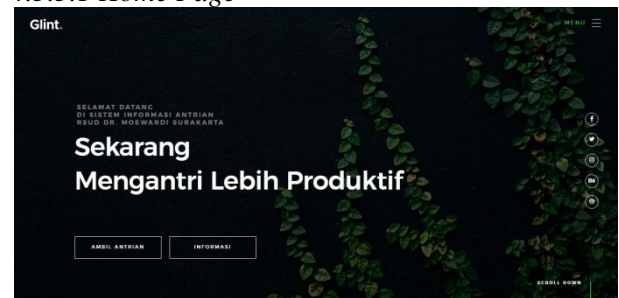 Glint.
MENU
SELAMAT DATANG
DI SISTEM INFORMASI ANTRIAN
RSUD DR. MOEWARDI SURAKARTA
Sekarang
Mengantri Lebih Produktif
AMBIL ANTRIAN
INFORMASI
SCROLL DOWN